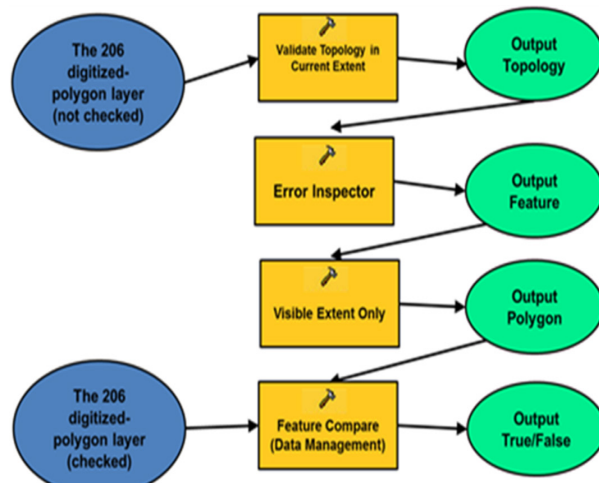 The 206
digitized-
polygon layer
(not checked)
Validate Topology in
Current Extent
Output
Topology
Error Inspector
Output
Feature
Visible Extent Only
Output
Polygon
The 206
digitized-
polygon layer
(checked)
Feature Compare
(Data Management)
Output
True/False